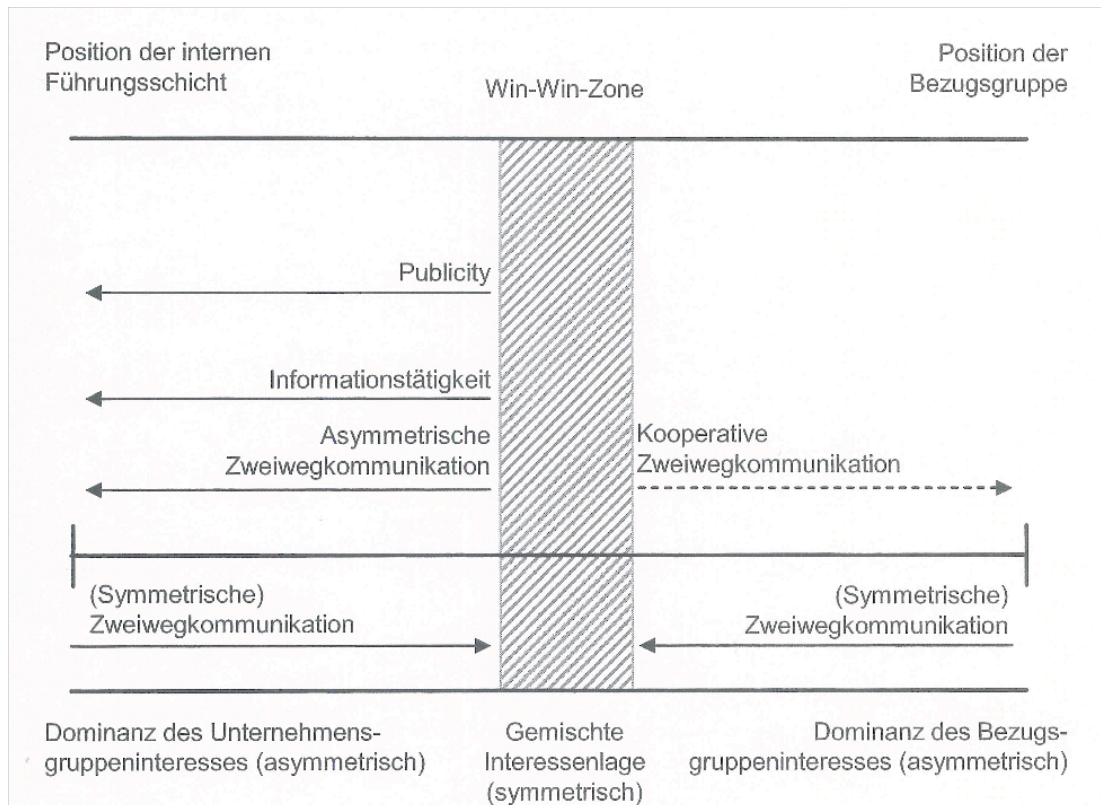 Position der internen
Führungsschicht
Win-Win-Zone
Position der
Bezugsgruppe
Publicity
Informationstätigkeit
Asymmetrische
Zweiwegkommunikation
Kooperative
Zweiwegkommunikation
(Symmetrische)
Zweiwegkommunikation
(Symmetrische)
Zweiwegkommunikation
Dominanz des Unternehmens-
gruppeninteresses (asymmetrisch)
Gemischte
Interessenlage
(symmetrisch)
Dominanz des Bezugs-
gruppeninteresses (asymmetrisch)